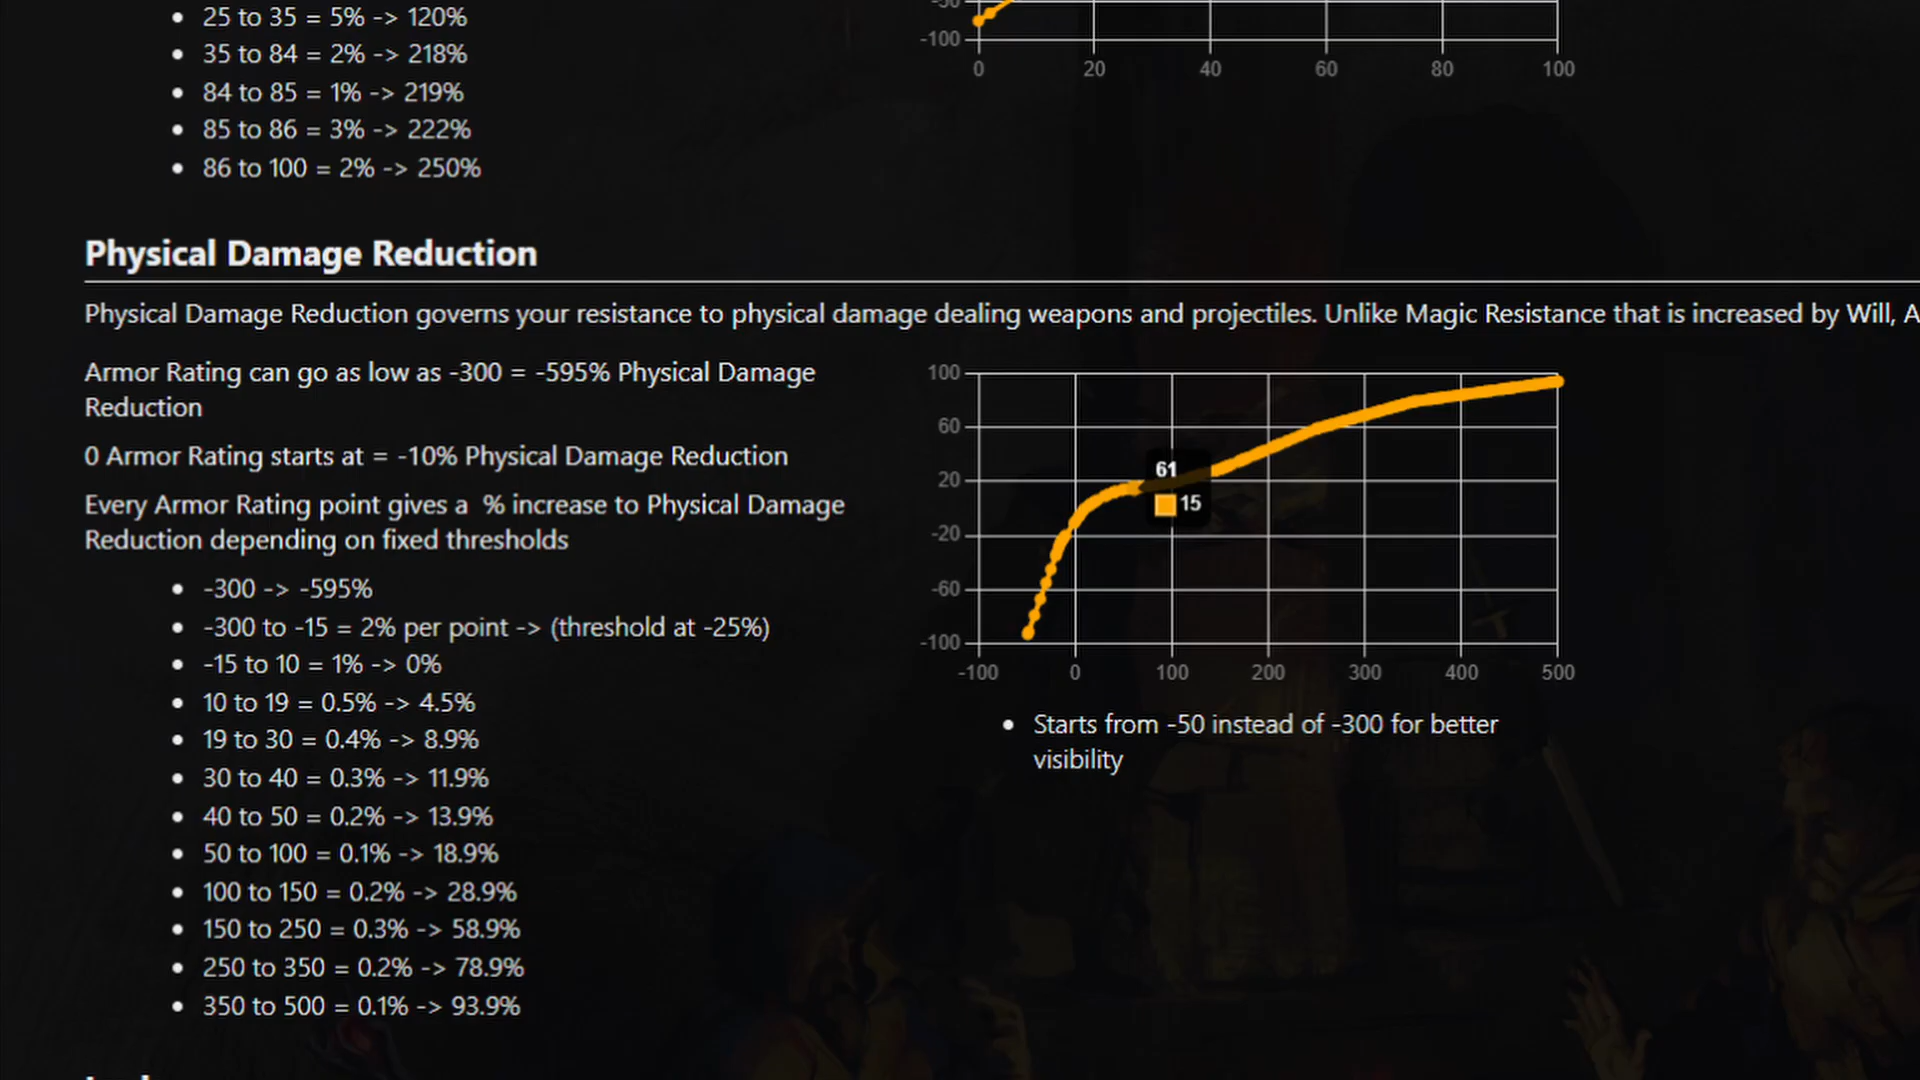 25 to 35 = 5% -> 120%
35 to 84 = 2% -> 218%
84 to 85 = 1% -> 219%
85 to 86 = 3% -> 222%
86 to 100 = 2% -> 250%
-100
0 20 40 60 80 100
Physical Damage Reduction
Physical Damage Reduction governs your resistance to physical damage dealing weapons and projectiles. Unlike Magic Resistance that is increased by Will, A
Armor Rating can go as low as -300 = -595% Physical Damage
Reduction
0 Armor Rating starts at = -10% Physical Damage Reduction
Every Armor Rating point gives a % increase to Physical Damage
Reduction depending on fixed thresholds
-300 -> -595%
-300 to -15 = 2% per point -> (threshold at -25%)
-15 to 10 = 1% -> 0%
10 to 19 = 0.5% -> 4.5%
19 to 30 = 0.4% -> 8.9%
30 to 40 = 0.3% -> 11.9%
40 to 50 = 0.2% -> 13.9%
50 to 100 = 0.1% -> 18.9%
100 to 150 = 0.2% -> 28.9%
150 to 250 = 0.3% -> 58.9%
250 to 350 = 0.2% -> 78.9%
350 to 500 = 0.1% -> 93.9%
100
60
20
-20
-60
-100
61
15
-100 0 100 200 300 400 500
Starts from -50 instead of -300 for better
visibility